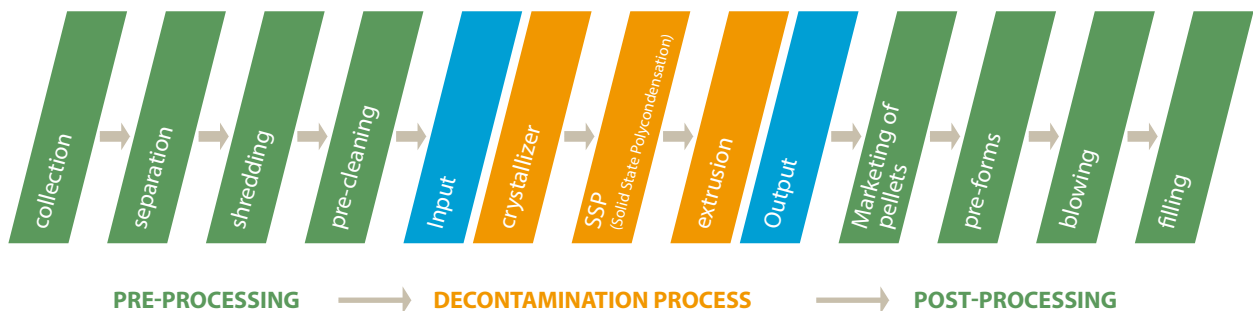 collection
separation
shredding
pre-cleaning
Input
crystallizer
SSP
(Solid State Polycondensation)
extrusion
Output
Marketing of
pellets
pre-forms
blowing
filling
PRE-PROCESSING
DECONTAMINATION PROCESS
POST-PROCESSING